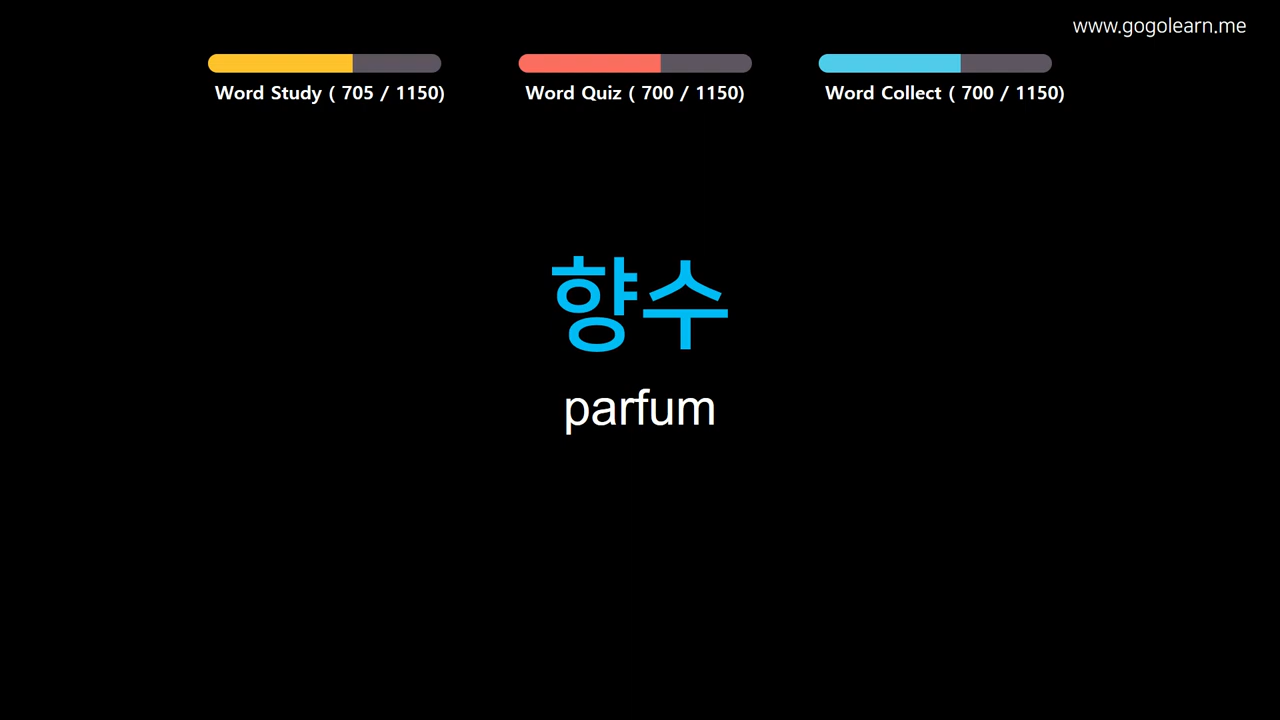 www.gogolearn.me
Word Study ( 705 / 1150)
Word Quiz ( 700 / 1150)
Word Collect ( 700 / 1150)
향수
parfum